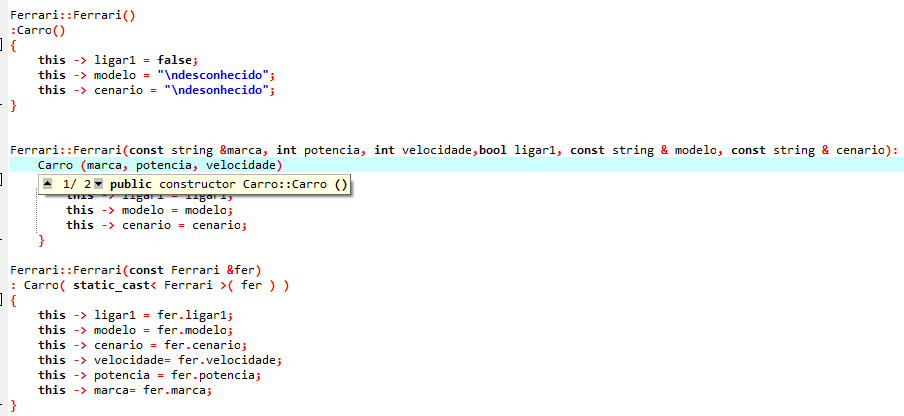 Ferrari::Ferrari()
:Carro()
{
    this -> ligar1 = false;
    this -> modelo = "\ndesconhecido";
    this -> cenario = "\ndesonhecido";
}
Ferrari::Ferrari(const string &marca, int potencia, int velocidade,bool ligar1, const string & modelo, const string & cenario):
    Carro (marca, potencia, velocidade)
1/ 2 public constructor Carro::Carro ()
    this -> ligar1 = ligar1;
    this -> modelo = modelo;
    this -> cenario = cenario;
    }
Ferrari::Ferrari(const Ferrari &fer)
: Carro( static_cast< Ferrari >( fer ) )
{
    this -> ligar1 = fer.ligar1;
    this -> modelo = fer.modelo;
    this -> cenario = fer.cenario;
    this -> velocidade= fer.velocidade;
    this -> potencia = fer.potencia;
    this -> marca= fer.marca;
}